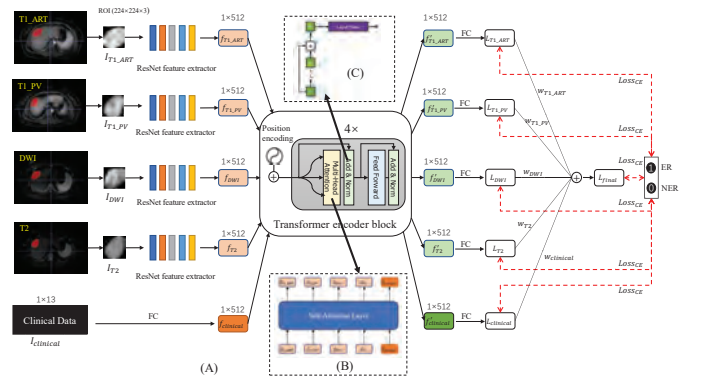 T1_ART
ROI (224×224×3)
I_T1_ART
ResNet feature extractor
1×512
f_T1_ART
T1_PV
I_T1_PV
ResNet feature extractor
1×512
f_T1_PV
DWI
I_DWI
ResNet feature extractor
1×512
f_DWI
T2
I_T2
ResNet feature extractor
1×512
f_T2
1×13
Clinical Data
I_clinical
FC
1×512
f_clinical
(A)
(C)
Position encoding
4×
Multi-Head Attention
Add & Norm
Feed Forward
Add & Norm
Transformer encoder block
Self-Attention Layer
(B)
1×512
f'_T1_ART
FC
L_T1_ART
1×512
f'_T1_PV
FC
L_T1_PV
1×512
f'_DWI
FC
L_DWI
1×512
f'_T2
FC
L_T2
1×512
f'_clinical
FC
L_clinical
w_T1_ART
w_T1_PV
w_DWI
w_T2
w_clinical
L_final
Loss_CE
Loss_CE
Loss_CE
Loss_CE
Loss_CE
Loss_CE
1 ER
0 NER